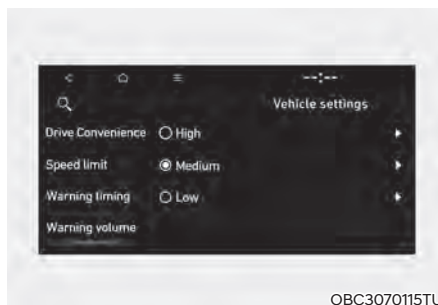 --:--
Vehicle settings
Drive Convenience High
Speed limit Medium
Warning timing Low
Warning volume
OBC3070115TU